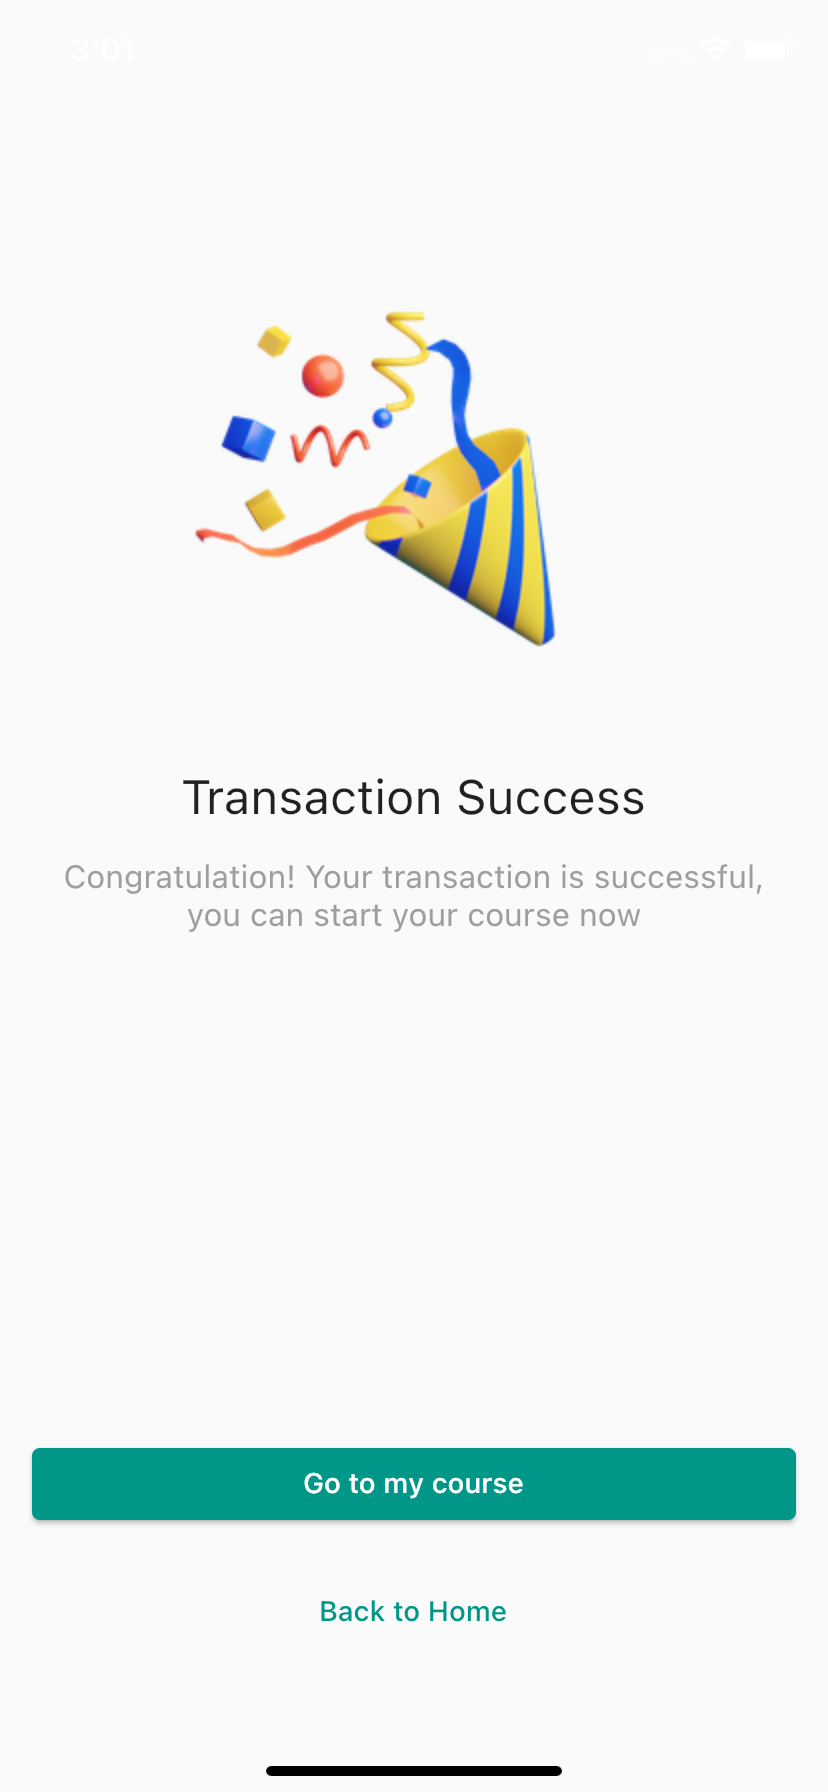 3:01
Transaction Success
Congratulation! Your transaction is successful,
you can start your course now
Go to my course
Back to Home